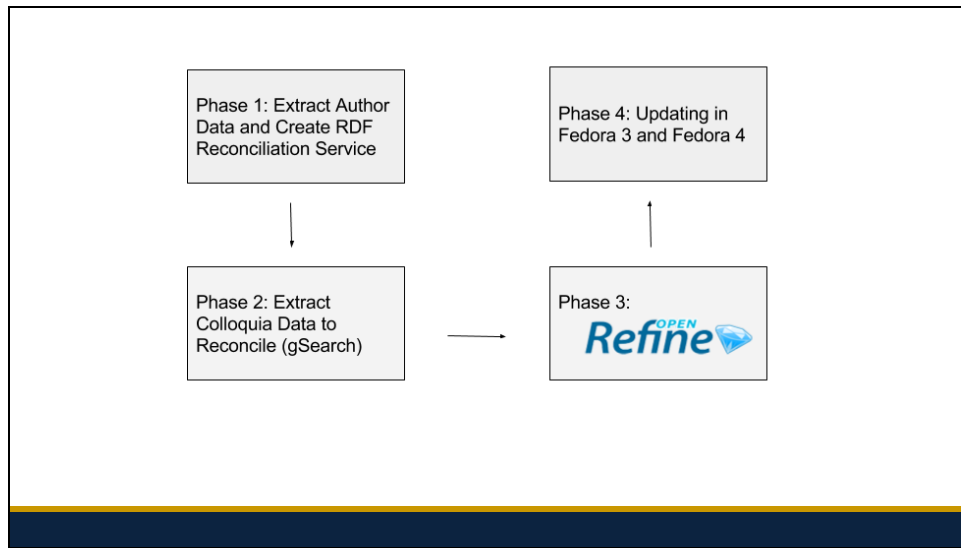 Phase 1: Extract Author
Data and Create RDF
Reconciliation Service
Phase 2: Extract
Colloquia Data to
Reconcile (gSearch)
Phase 3:
OPEN
Refine
Phase 4: Updating in
Fedora 3 and Fedora 4